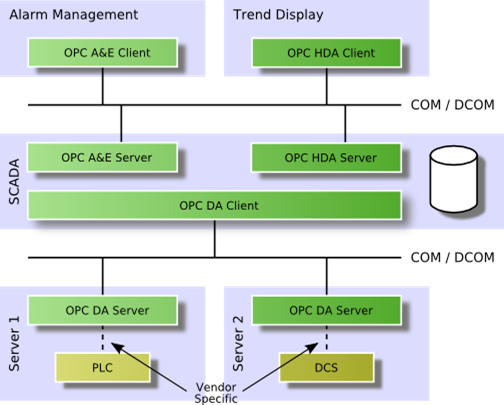 Alarm Management
Trend Display
OPC A&E Client
OPC HDA Client
COM / DCOM
SCADA
OPC A&E Server
OPC HDA Server
OPC DA Client
COM / DCOM
Server 1
OPC DA Server
Server 2
OPC DA Server
PLC
DCS
Vendor
Specific